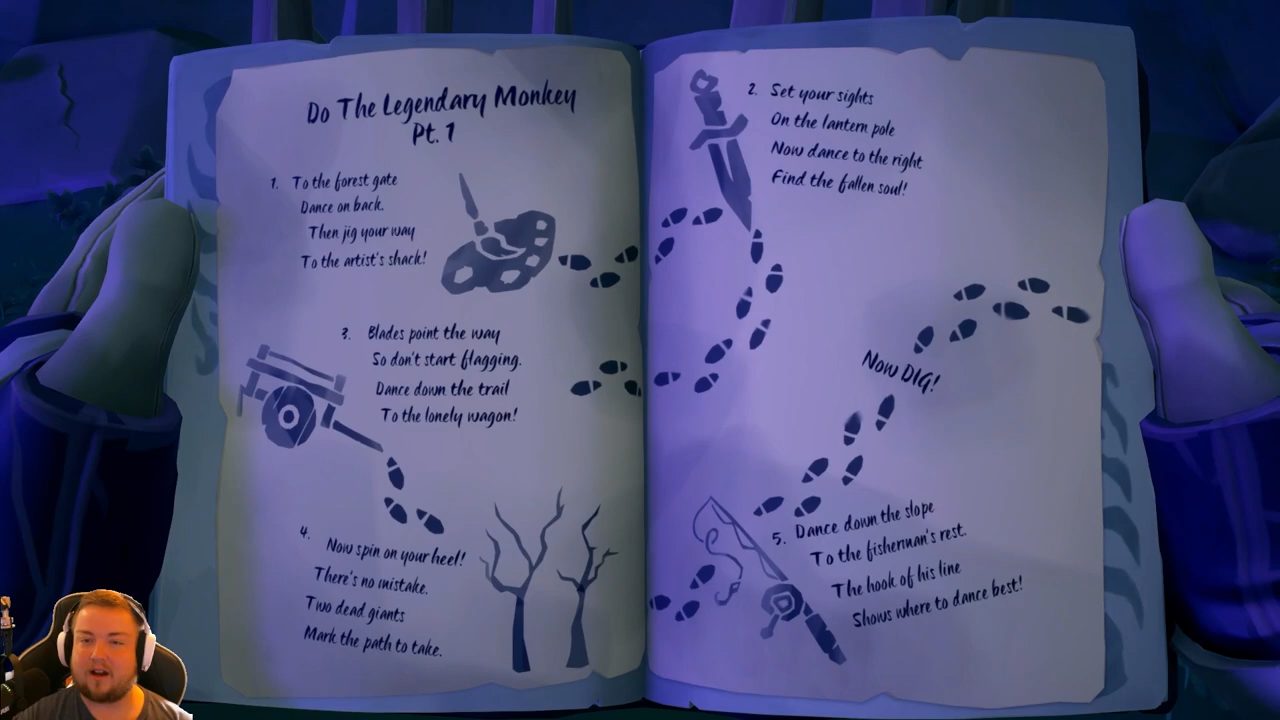 Do The Legendary Monkey
Pt. 1
1. To the forest gate
Dance on back.
Then jig your way
To the artist's shack!
2. Set your sights
On the lantern pole
Now dance to the right
Find the fallen soul!
3. Blades point the way
So don't start flagging.
Dance down the trail
To the lonely wagon!
4. Now spin on your heel!
There's no mistake.
Two dead giants
Mark the path to take.
5. Dance down the slope
To the fisherman's rest.
The hook of his line
Shows where to dance best!
Now DIG!